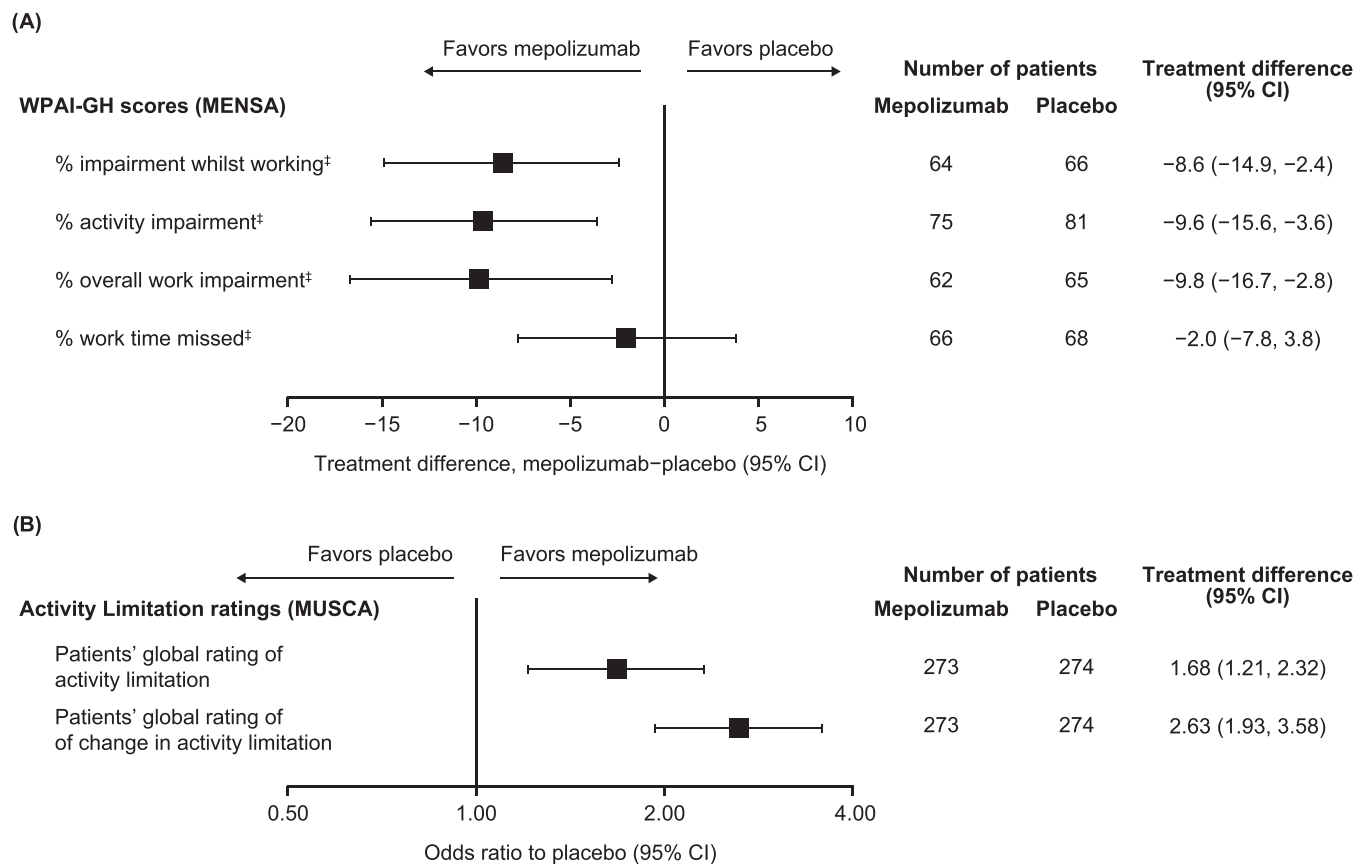 (A)
Favors mepolizumab Favors placebo
Number of patients Treatment difference
(95% CI)
WPAI-GH scores (MENSA) Mepolizumab Placebo
% impairment whilst working‡ 64 66 −8.6 (−14.9, −2.4)
% activity impairment‡ 75 81 −9.6 (−15.6, −3.6)
% overall work impairment‡ 62 65 −9.8 (−16.7, −2.8)
% work time missed‡ 66 68 −2.0 (−7.8, 3.8)
−20 −15 −10 −5 0 5 10
Treatment difference, mepolizumab−placebo (95% CI)
(B)
Favors placebo Favors mepolizumab
Number of patients Treatment difference
(95% CI)
Activity Limitation ratings (MUSCA) Mepolizumab Placebo
Patients’ global rating of
activity limitation 273 274 1.68 (1.21, 2.32)
Patients’ global rating of
of change in activity limitation 273 274 2.63 (1.93, 3.58)
0.50 1.00 2.00 4.00
Odds ratio to placebo (95% CI)